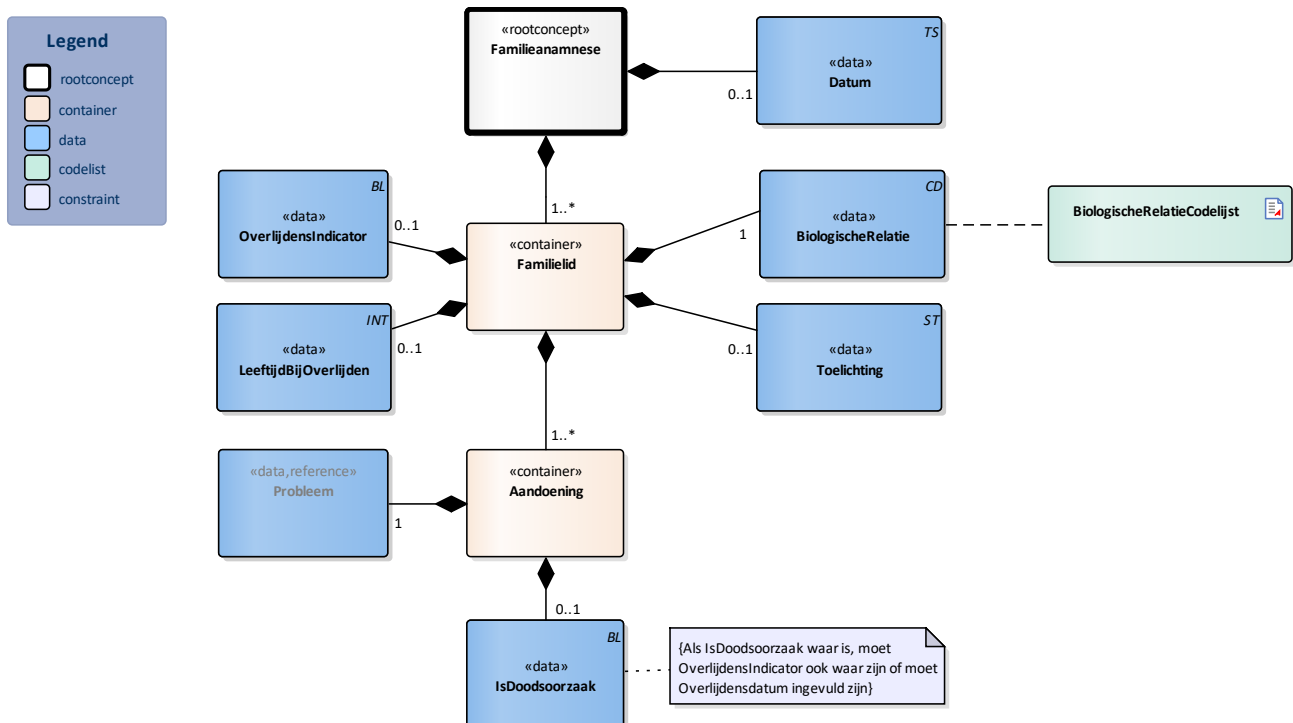 Legend
rootconcept
container
data
codelist
constraint
«rootconcept»
Familieanamnese
TS
«data»
Datum
0..1
1..*
BL
«data»
OverlijdensIndicator
0..1
«container»
Familielid
CD
«data»
BiologischeRelatie
1
BiologischeRelatieCodelijst
INT
«data»
LeeftijdBijOverlijden
0..1
ST
«data»
Toelichting
0..1
1..*
«data,reference»
Probleem
1
«container»
Aandoening
0..1
BL
«data»
IsDoodsoorzaak
{Als IsDoodsoorzaak waar is, moet
OverlijdensIndicator ook waar zijn of moet
Overlijdensdatum ingevuld zijn}